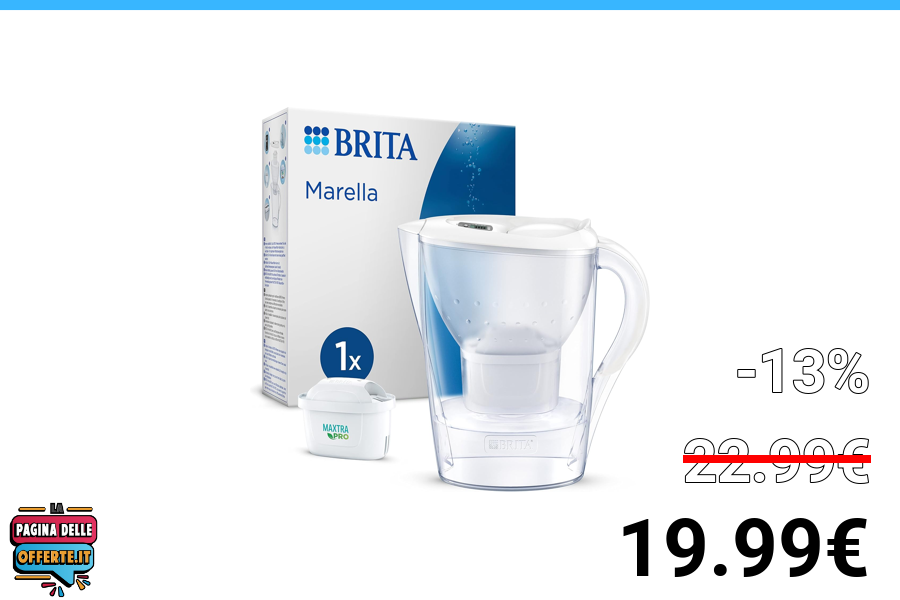 BRITA
Marella
1x
MAXTRA
PRO
BRITA
-13%
22.99€
19.99€
LA
PAGINA DELLE
OFFERTE.IT